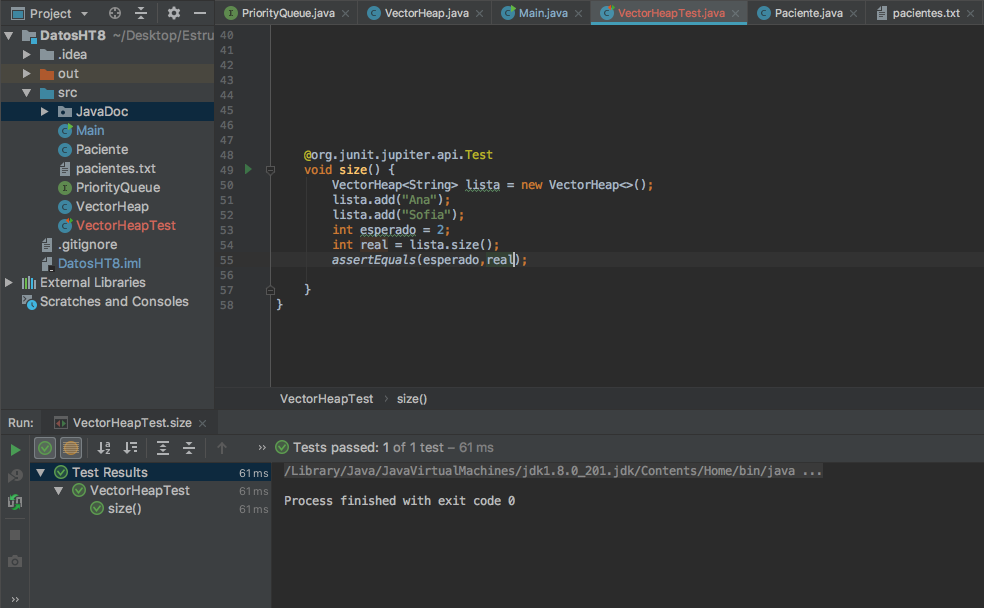 Project
PriorityQueue.java VectorHeap.java Main.java VectorHeapTest.java Paciente.java pacientes.txt
DatosHT8 ~/Desktop/Estru
.idea
out
src
JavaDoc
Main
Paciente
pacientes.txt
PriorityQueue
VectorHeap
VectorHeapTest
.gitignore
DatosHT8.iml
External Libraries
Scratches and Consoles
40
41
42
43
44
45
46
47
48 @org.junit.jupiter.api.Test
49 void size() {
50 VectorHeap<String> lista = new VectorHeap<>();
51 lista.add("Ana");
52 lista.add("Sofia");
53 int esperado = 2;
54 int real = lista.size();
55 assertEquals(esperado,real);
56
57 }
58 }
VectorHeapTest › size()
Run: VectorHeapTest.size
Tests passed: 1 of 1 test – 61 ms
Test Results 61 ms
VectorHeapTest 61 ms
size() 61 ms
/Library/Java/JavaVirtualMachines/jdk1.8.0_201.jdk/Contents/Home/bin/java ...
Process finished with exit code 0